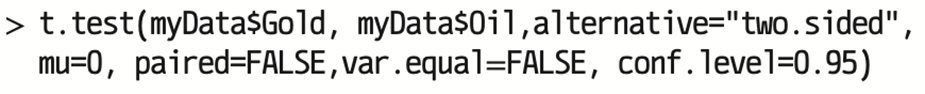 > t.test(myData$Gold, myData$Oil,alternative="two.sided",
mu=0, paired=FALSE,var.equal=FALSE, conf.level=0.95)